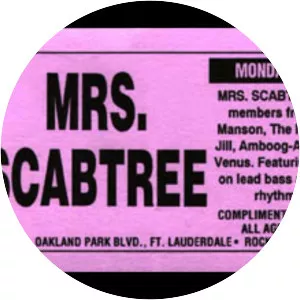 MRS.
SCABTREE
MONDA
MRS. SCABT
members fr
Manson, The
Jill, Amboog-A
Venus. Featuri
on lead bass
rhythm
COMPLIMENT
ALL AG
OAKLAND PARK BLVD., FT. LAUDERDALE • ROC